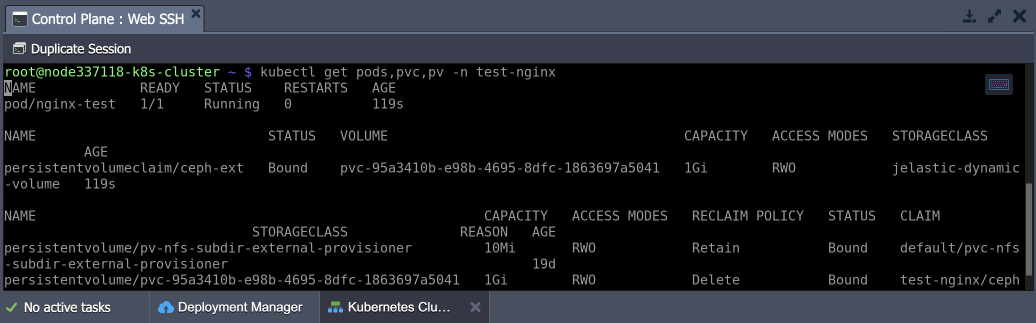 Control Plane : Web SSH
Duplicate Session
root@node337118-k8s-cluster ~ $ kubectl get pods,pvc,pv -n test-nginx
NAME READY STATUS RESTARTS AGE
pod/nginx-test 1/1 Running 0 119s
NAME STATUS VOLUME CAPACITY ACCESS MODES STORAGECLASS
AGE
persistentvolumeclaim/ceph-ext Bound pvc-95a3410b-e98b-4695-8dfc-1863697a5041 1Gi RWO jelastic-dynamic
-volume 119s
NAME CAPACITY ACCESS MODES RECLAIM POLICY STATUS CLAIM
STORAGECLASS REASON AGE
persistentvolume/pv-nfs-subdir-external-provisioner 10Mi RWO Retain Bound default/pvc-nfs
-subdir-external-provisioner 19d
persistentvolume/pvc-95a3410b-e98b-4695-8dfc-1863697a5041 1Gi RWO Delete Bound test-nginx/ceph
No active tasks Deployment Manager Kubernetes Clu...